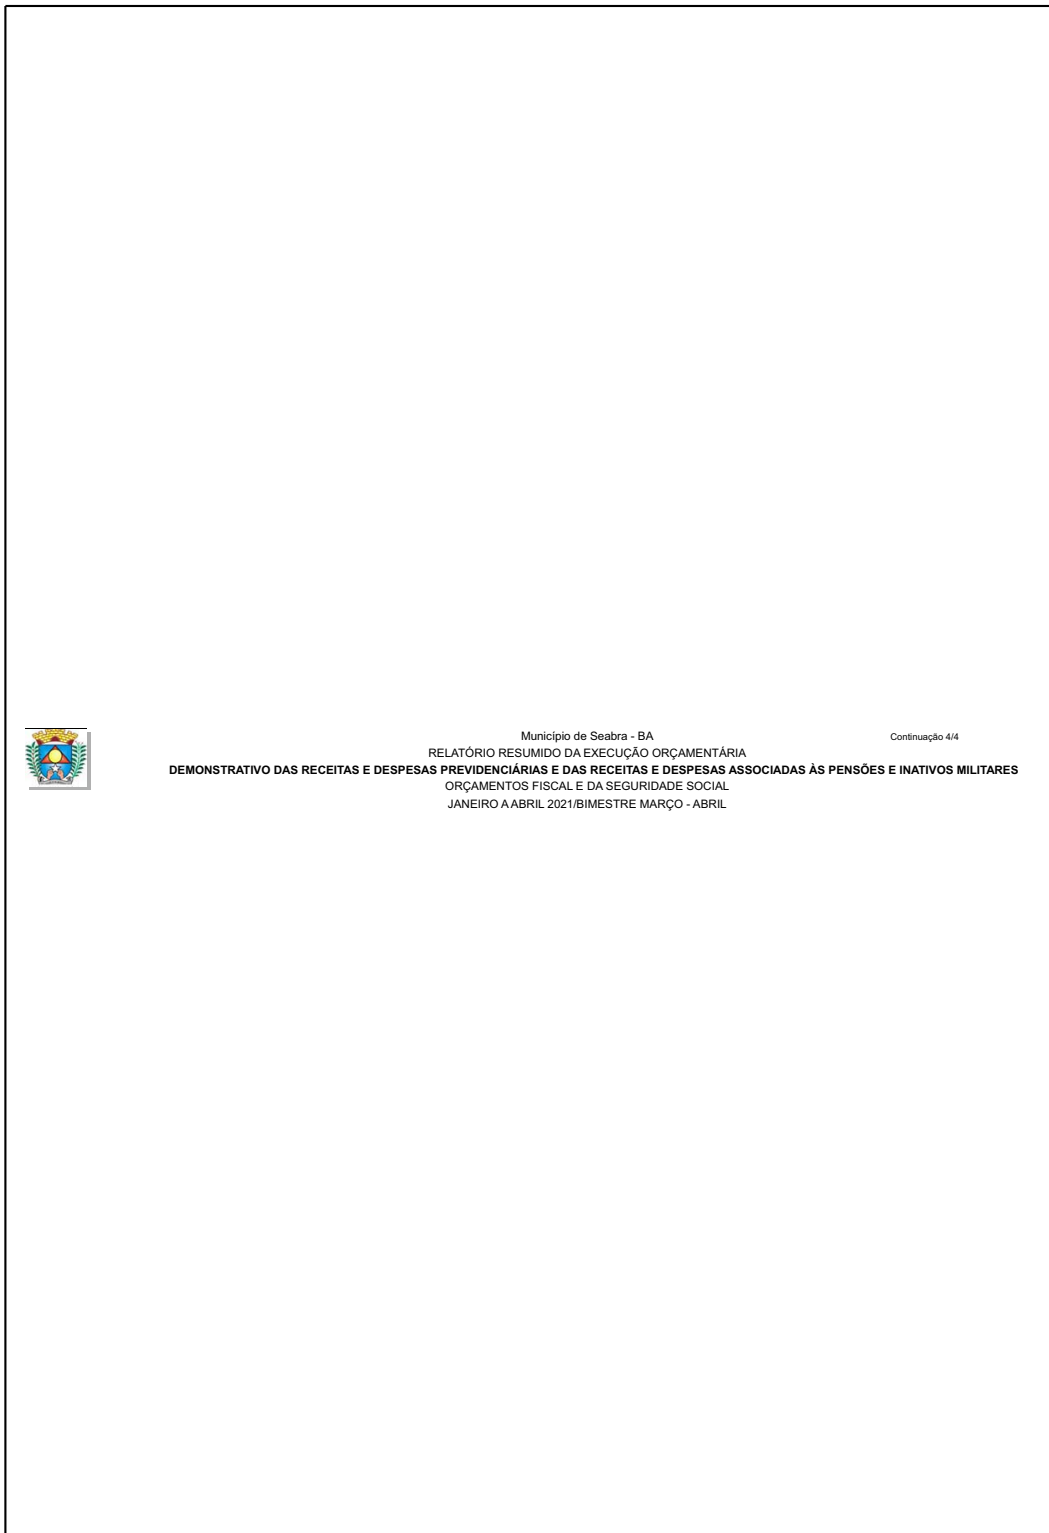 Município de Seabra - BA
Continuação 4/4
RELATÓRIO RESUMIDO DA EXECUÇÃO ORÇAMENTÁRIA
DEMONSTRATIVO DAS RECEITAS E DESPESAS PREVIDENCIÁRIAS E DAS RECEITAS E DESPESAS ASSOCIADAS ÀS PENSÕES E INATIVOS MILITARES
ORÇAMENTOS FISCAL E DA SEGURIDADE SOCIAL
JANEIRO A ABRIL 2021/BIMESTRE MARÇO - ABRIL